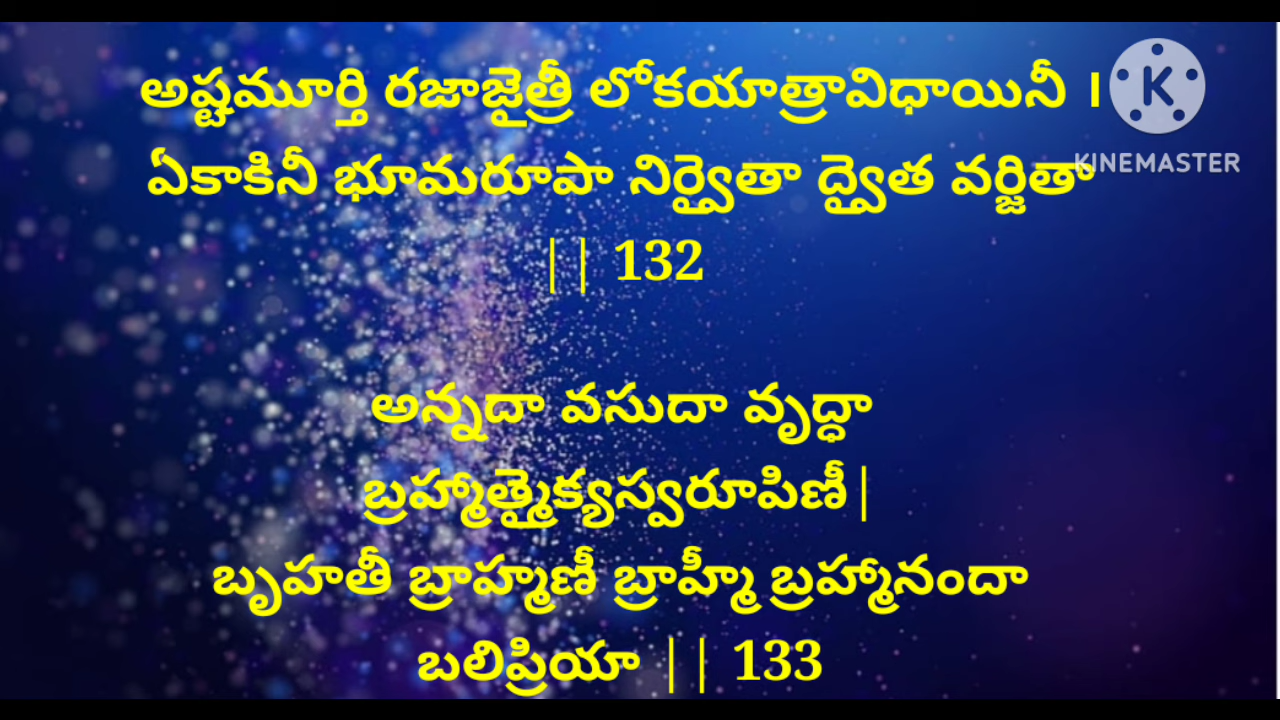 అష్టమూర్తి రజాజైత్రీ లోకయాత్రావిధాయినీ ।
ఏకాకినీ భూమరూపా నిర్వైతా ద్వైత వర్జితా
|| 132
అన్నదా వసుదా వృద్ధా
బ్రహ్మాత్మైక్యస్వరూపిణీ|
బృహతీ బ్రాహ్మణీ బ్రాహ్మీ బ్రహ్మానందా
బలిప్రియా || 133
K
KINEMASTER